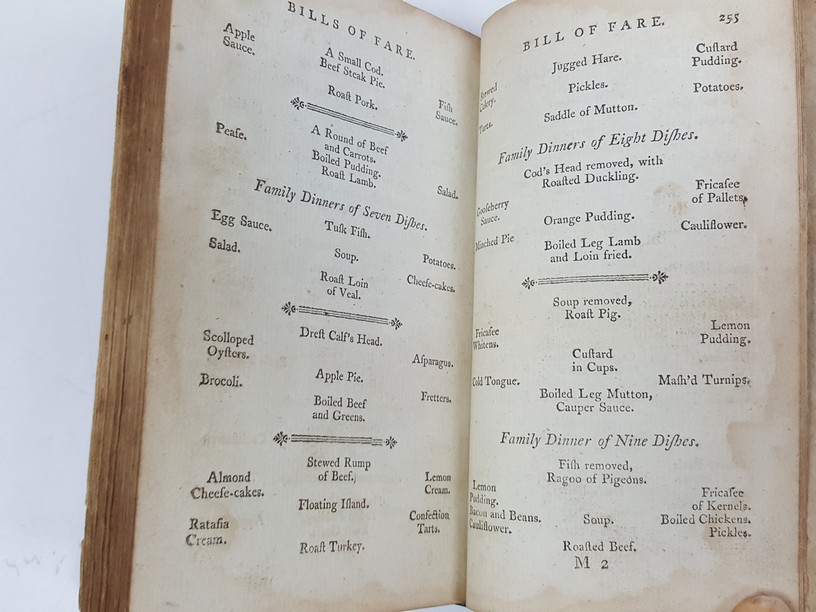 BILLS OF FARE.
Apple
Sauce.
A Small Cod.
Beef Steak Pie.
Roaſt Pork.
Fiſh
Sauce.
Peaſe.
A Round of Beef
and Carrots.
Boiled Pudding.
Roaſt Lamb.
Salad.
Family Dinners of Seven Diſhes.
Egg Sauce.
Tuſk Fiſh.
Salad.
Soup.
Potatoes.
Roaſt Loin
of Veal.
Cheeſe-cakes.
Scolloped
Oyſters.
Dreſt Calf's Head.
Aſparagus.
Brocoli.
Apple Pie.
Fretters.
Boiled Beef
and Greens.
Stewed Rump
of Beef.
Almond
Cheeſe-cakes.
Lemon
Cream.
Floating Iſland.
Ratafia
Cream.
Confection
Tarts.
Roaſt Turkey.
BILL OF FARE. 255
Jugged Hare.
Cuſtard
Pudding.
Stewed
Celery.
Pickles.
Potatoes.
Tarts.
Saddle of Mutton.
Family Dinners of Eight Diſhes.
Cod's Head removed, with
Roaſted Duckling.
Fricaſee
of Pallets.
Gooſeberry
Sauce.
Orange Pudding.
Cauliflower.
Minched Pie
Boiled Leg Lamb
and Loin fried.
Soup removed,
Roaſt Pig.
Fricaſee
Whitens.
Lemon
Pudding.
Cuſtard
in Cups.
Cold Tongue.
Maſh'd Turnips.
Boiled Leg Mutton,
Cauper Sauce.
Family Dinner of Nine Diſhes.
Fiſh removed,
Ragoo of Pigeons.
Lemon
Pudding.
Fricaſee
of Kernels.
Bacon and Beans.
Cauliflower.
Soup.
Boiled Chickens.
Pickles.
Roaſted Beef.
M 2